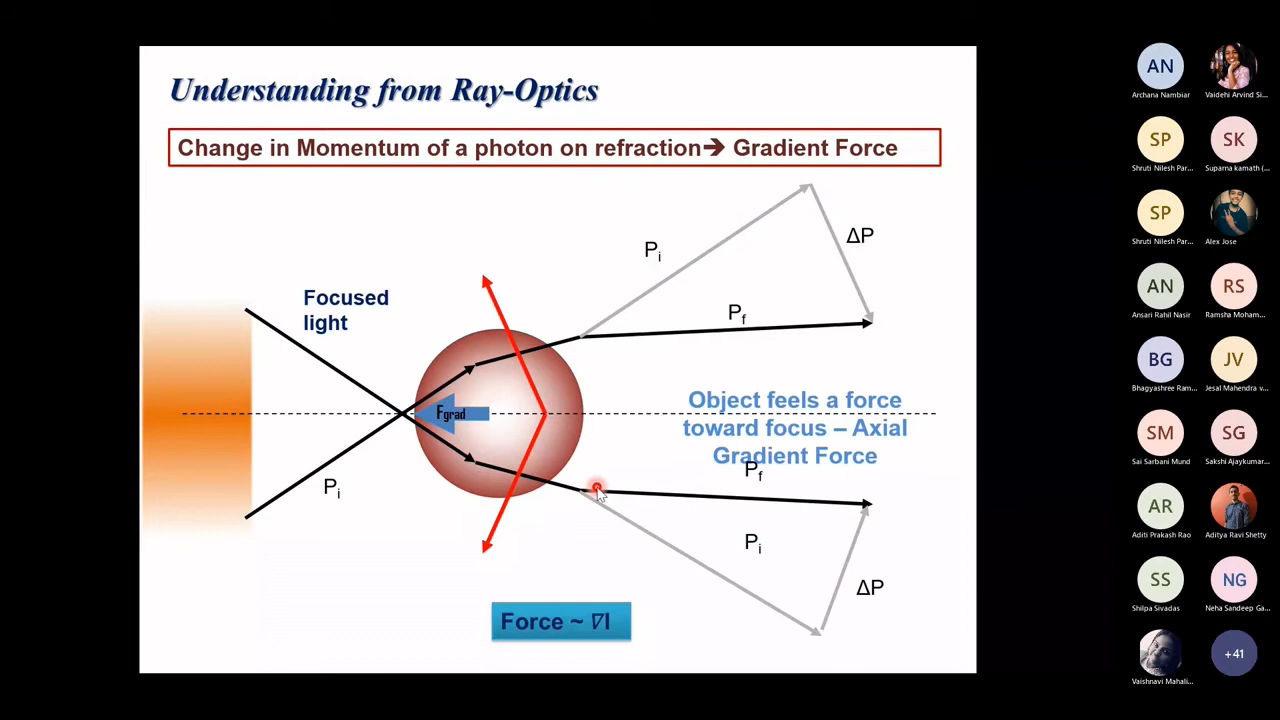 Understanding from Ray-Optics
Change in Momentum of a photon on refraction➔ Gradient Force
Focused
light
Pi
ΔP
Pf
Fgrad
Object feels a force
toward focus – Axial
Gradient Force
Pf
Pi
Pi
ΔP
Force ~ ∇I
AN
Archana Nambiar
Vaidehi Arvind Si...
SP
Shruti Nilesh Par...
SK
Suparna kamath (...
SP
Shruti Nilesh Par...
Alex Jose
AN
Ansari Rahil Nasir
RS
Ramsha Moham...
BG
Bhagyashree Ram...
JV
Jesal Mahendra v...
SM
Sai Sarbani Mund
SG
Sakshi Ajaykumar...
AR
Aditi Prakash Rao
Aditya Ravi Shetty
SS
Shilpa Sivadas
NG
Neha Sandeep Ga...
Vaishnavi Mahali...
+41